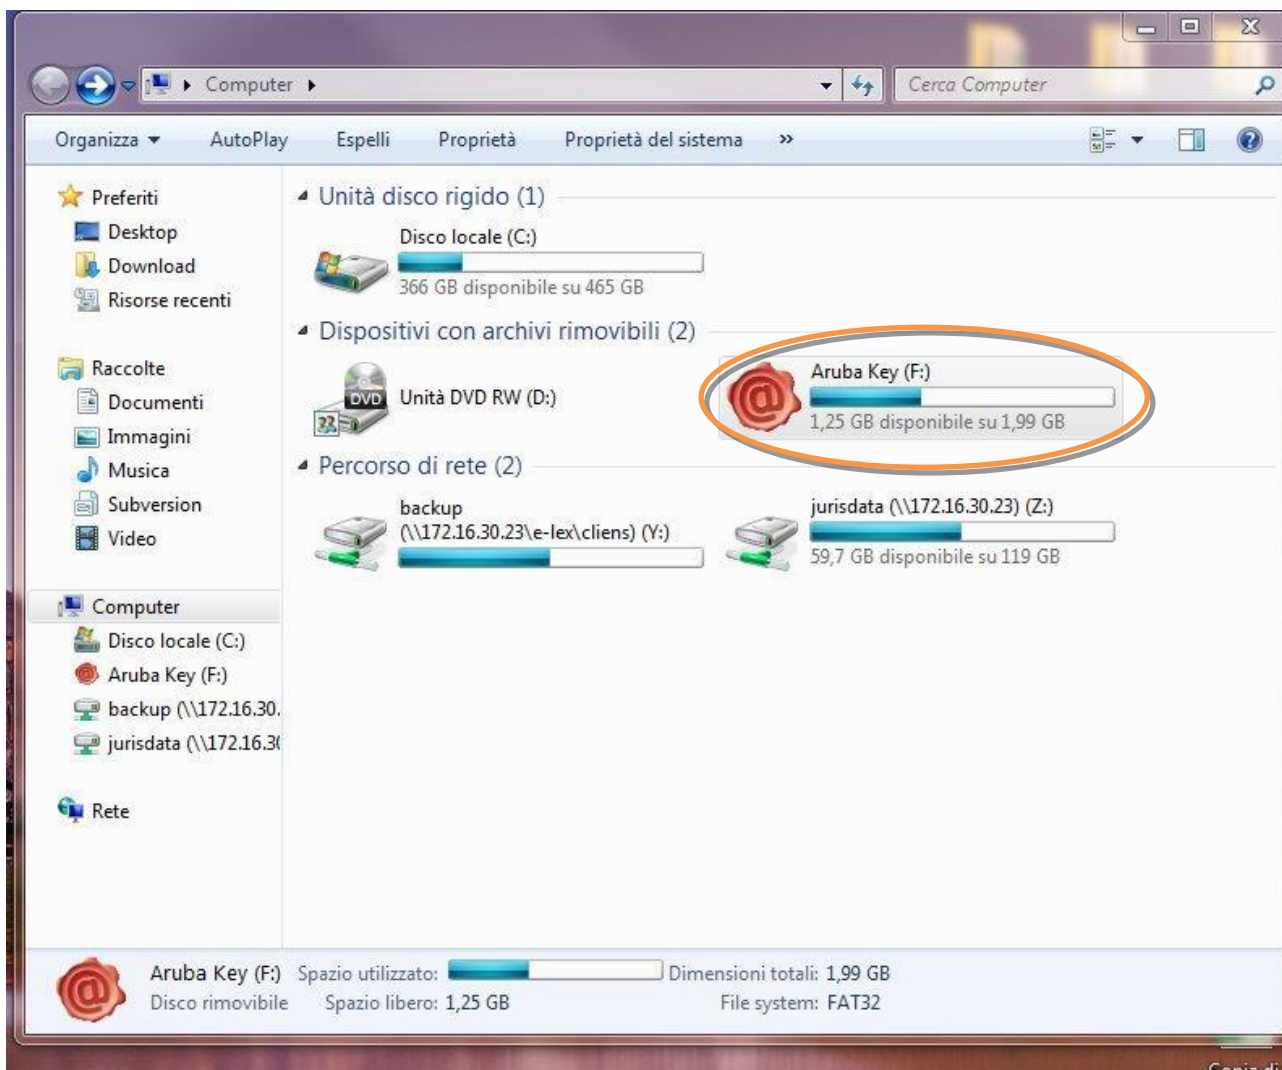 Computer
Cerca Computer
Organizza AutoPlay Espelli Proprietà Proprietà del sistema »
Preferiti
Desktop
Download
Risorse recenti
Raccolte
Documenti
Immagini
Musica
Subversion
Video
Computer
Disco locale (C:)
Aruba Key (F:)
backup (\\172.16.30.
jurisdata (\\172.16.3
Rete
Unità disco rigido (1)
Disco locale (C:)
366 GB disponibile su 465 GB
Dispositivi con archivi rimovibili (2)
DVD
Unità DVD RW (D:)
Aruba Key (F:)
1,25 GB disponibile su 1,99 GB
Percorso di rete (2)
backup
(\\172.16.30.23\e-lex\cliens) (Y:)
jurisdata (\\172.16.30.23) (Z:)
59,7 GB disponibile su 119 GB
Aruba Key (F:) Spazio utilizzato: Dimensioni totali: 1,99 GB
Disco rimovibile Spazio libero: 1,25 GB File system: FAT32